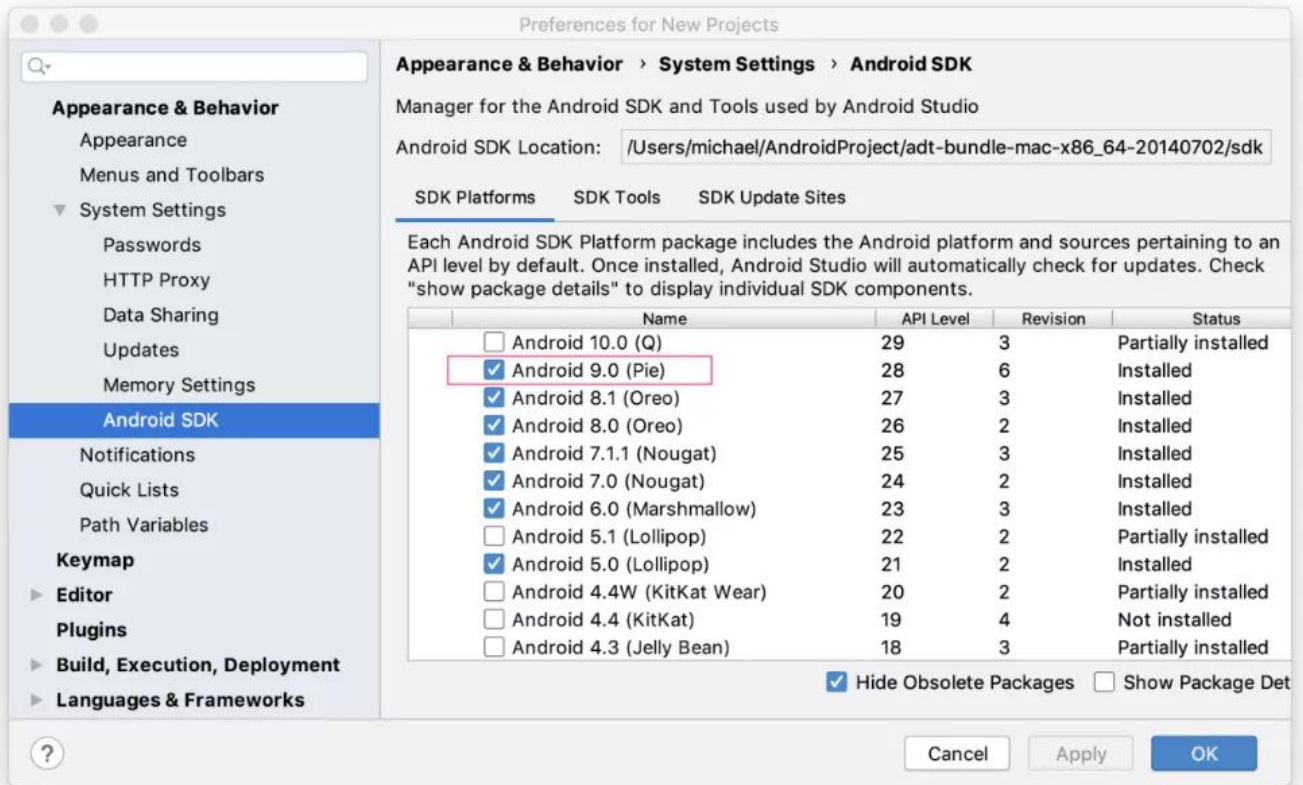 Preferences for New Projects
Appearance & Behavior
Appearance
Menus and Toolbars
System Settings
Passwords
HTTP Proxy
Data Sharing
Updates
Memory Settings
Android SDK
Notifications
Quick Lists
Path Variables
Keymap
Editor
Plugins
Build, Execution, Deployment
Languages & Frameworks
Appearance & Behavior › System Settings › Android SDK
Manager for the Android SDK and Tools used by Android Studio
Android SDK Location: /Users/michael/AndroidProject/adt-bundle-mac-x86_64-20140702/sdk
SDK Platforms SDK Tools SDK Update Sites
Each Android SDK Platform package includes the Android platform and sources pertaining to an
API level by default. Once installed, Android Studio will automatically check for updates. Check
"show package details" to display individual SDK components.
Name API Level Revision Status
Android 10.0 (Q) 29 3 Partially installed
Android 9.0 (Pie) 28 6 Installed
Android 8.1 (Oreo) 27 3 Installed
Android 8.0 (Oreo) 26 2 Installed
Android 7.1.1 (Nougat) 25 3 Installed
Android 7.0 (Nougat) 24 2 Installed
Android 6.0 (Marshmallow) 23 3 Installed
Android 5.1 (Lollipop) 22 2 Partially installed
Android 5.0 (Lollipop) 21 2 Installed
Android 4.4W (KitKat Wear) 20 2 Partially installed
Android 4.4 (KitKat) 19 4 Not installed
Android 4.3 (Jelly Bean) 18 3 Partially installed
Hide Obsolete Packages Show Package Det
? Cancel Apply OK